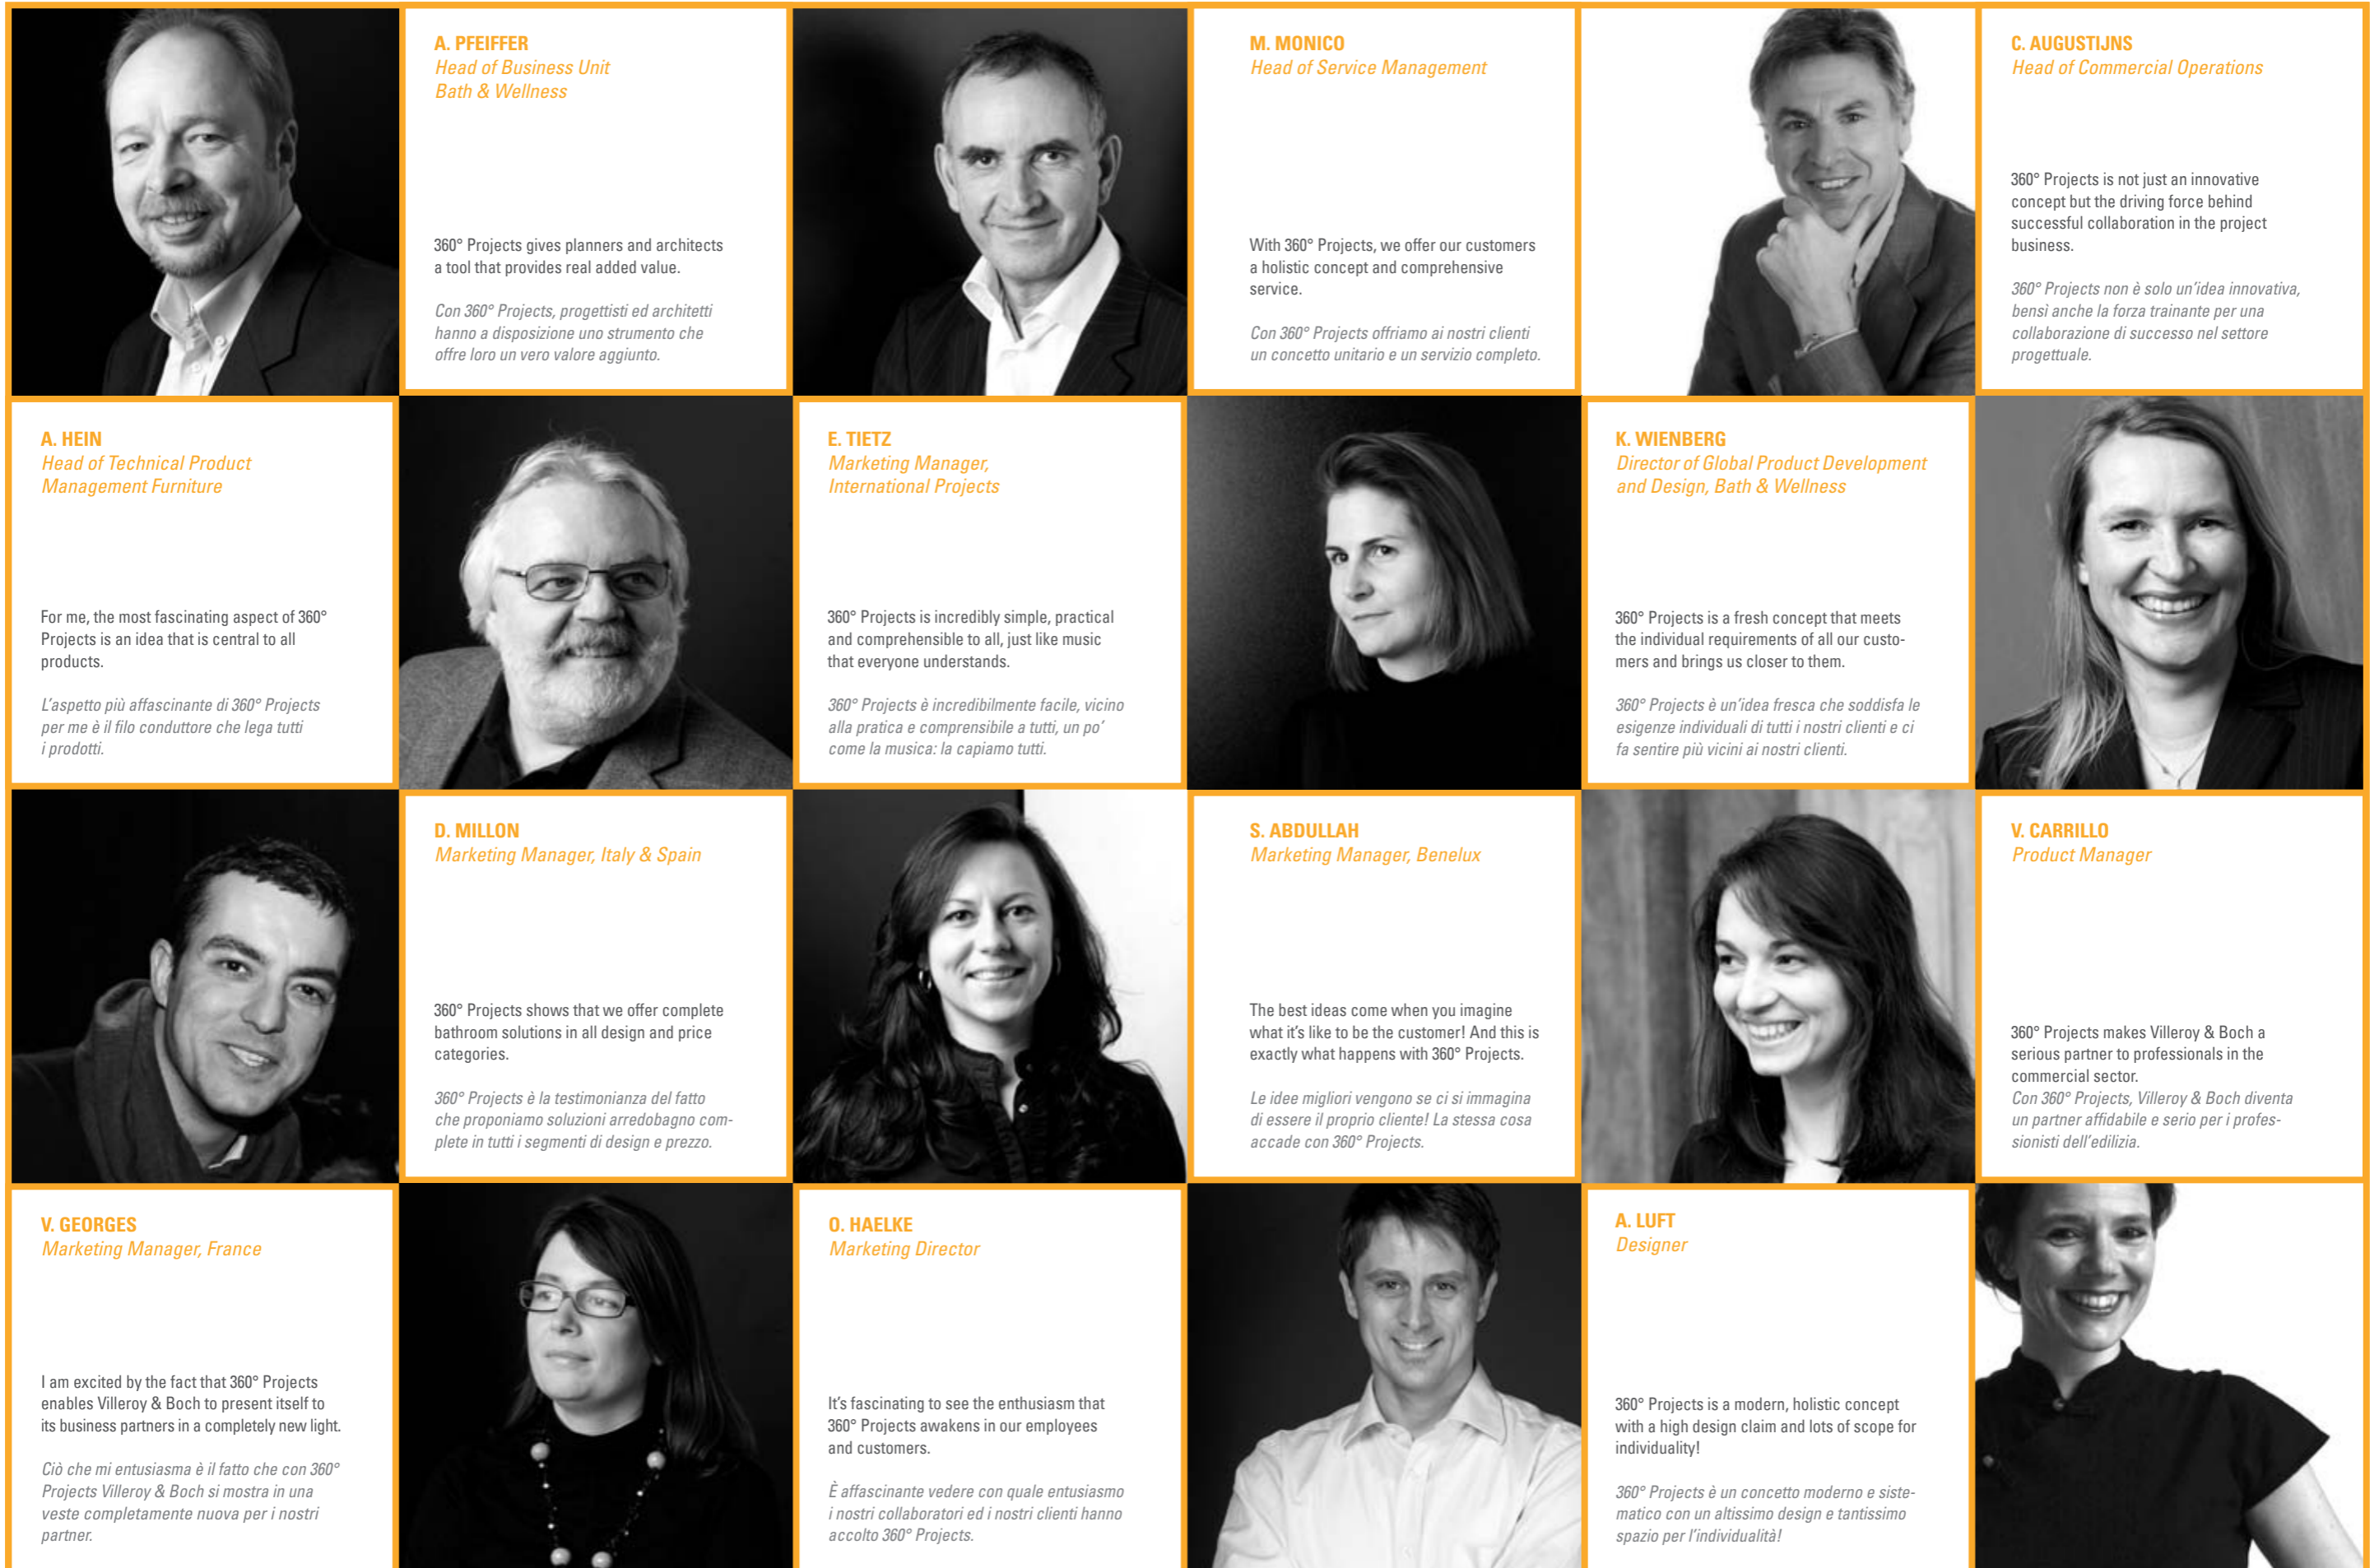 A. PFEIFFER
Head of Business Unit
Bath & Wellness
360° Projects gives planners and architects
a tool that provides real added value.
Con 360° Projects, progettisti ed architetti
hanno a disposizione uno strumento che
offre loro un vero valore aggiunto.
M. MONICO
Head of Service Management
With 360° Projects, we offer our customers
a holistic concept and comprehensive
service.
Con 360° Projects offriamo ai nostri clienti
un concetto unitario e un servizio completo.
C. AUGUSTIJNS
Head of Commercial Operations
360° Projects is not just an innovative
concept but the driving force behind
successful collaboration in the project
business.
360° Projects non è solo un'idea innovativa,
bensì anche la forza trainante per una
collaborazione di successo nel settore
progettuale.
A. HEIN
Head of Technical Product
Management Furniture
For me, the most fascinating aspect of 360°
Projects is an idea that is central to all
products.
L'aspetto più affascinante di 360° Projects
per me è il filo conduttore che lega tutti
i prodotti.
E. TIETZ
Marketing Manager,
International Projects
360° Projects is incredibly simple, practical
and comprehensible to all, just like music
that everyone understands.
360° Projects è incredibilmente facile, vicino
alla pratica e comprensibile a tutti, un po'
come la musica: la capiamo tutti.
K. WIENBERG
Director of Global Product Development
and Design, Bath & Wellness
360° Projects is a fresh concept that meets
the individual requirements of all our custo-
mers and brings us closer to them.
360° Projects è un'idea fresca che soddisfa le
esigenze individuali di tutti i nostri clienti e ci
fa sentire più vicini ai nostri clienti.
D. MILLON
Marketing Manager, Italy & Spain
360° Projects shows that we offer complete
bathroom solutions in all design and price
categories.
360° Projects è la testimonianza del fatto
che proponiamo soluzioni arredobagno com-
plete in tutti i segmenti di design e prezzo.
S. ABDULLAH
Marketing Manager, Benelux
The best ideas come when you imagine
what it's like to be the customer! And this is
exactly what happens with 360° Projects.
Le idee migliori vengono se ci si immagina
di essere il proprio cliente! La stessa cosa
accade con 360° Projects.
V. CARRILLO
Product Manager
360° Projects makes Villeroy & Boch a
serious partner to professionals in the
commercial sector.
Con 360° Projects, Villeroy & Boch diventa
un partner affidabile e serio per i profes-
sionisti dell'edilizia.
V. GEORGES
Marketing Manager, France
I am excited by the fact that 360° Projects
enables Villeroy & Boch to present itself to
its business partners in a completely new light.
Ciò che mi entusiasma è il fatto che con 360°
Projects Villeroy & Boch si mostra in una
veste completamente nuova per i nostri
partner.
O. HAELKE
Marketing Director
It's fascinating to see the enthusiasm that
360° Projects awakens in our employees
and customers.
È affascinante vedere con quale entusiasmo
i nostri collaboratori ed i nostri clienti hanno
accolto 360° Projects.
A. LUFT
Designer
360° Projects is a modern, holistic concept
with a high design claim and lots of scope for
individuality!
360° Projects è un concetto moderno e siste-
matico con un altissimo design e tantissimo
spazio per l'individualità!